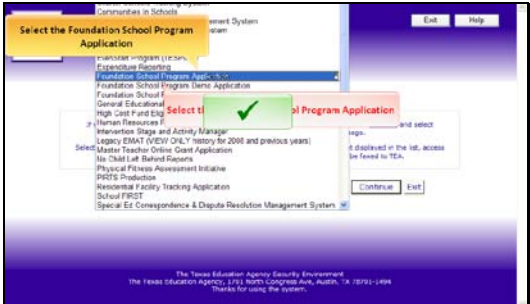 Communities in Schools
ement System
Exit
Help
Select the Foundation School Program
Application
stem
Evenstart Program (TESPI
Expenditure Reporting
Foundation School Program Application
Foundation School Program Demo Application
Foundation School
General Educational
High Cost Fund Elig
Select t
ol Program Application
Human Resources
and select
Intervention Stage and Activity Manager
Legacy EMAT (VIEW ONLY history for 2008 and previous years)
Select
t displayed in the list, access
Master Teacher Online Grant Application
be faxed to TEA.
No Child Left Behind Reports
Physical Fitness Assessment Initiative
PIRTS Production
Residential Facility Tracking Application
Continue
Exit
School FIRST
Special Ed Correspondence & Dispute Resolution Management System
The Texas Education Agency Security Environment
The Texas Education Agency, 1701 North Congress Ave, Austin, TX 78701-1494
Thanks for using the system.